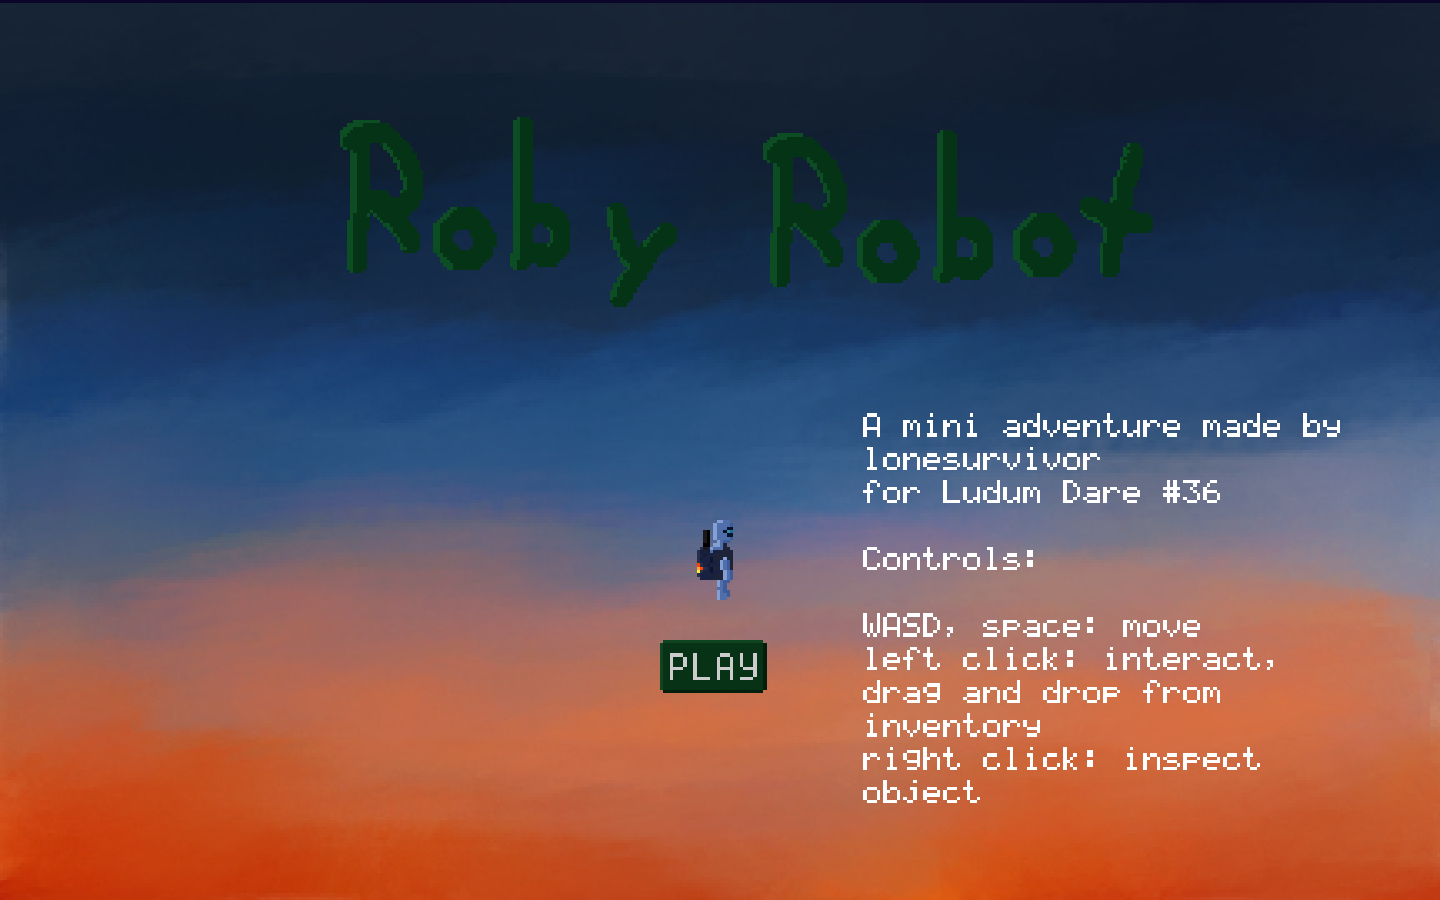 Roby Robot
A mini adventure made by
lonesurvivor
for Ludum Dare #36
Controls:
WASD, space: move
left click: interact,
drag and drop from
inventory
right click: inspect
object
PLAY